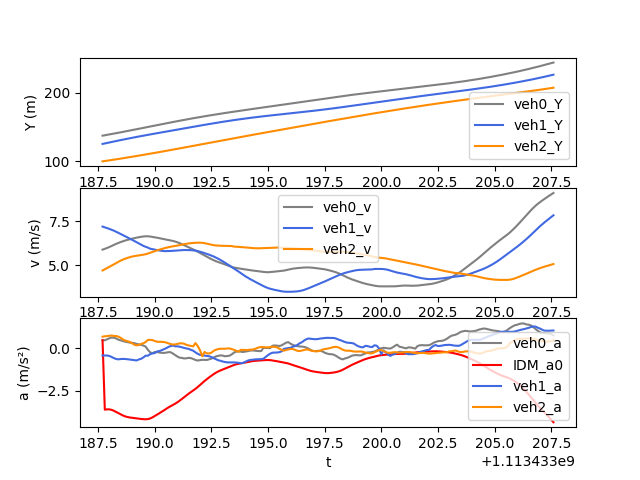 Y (m)
200
100
veh0_Y
veh1_Y
veh2_Y
187.5 190.0 192.5 195.0 197.5 200.0 202.5 205.0 207.5
v (m/s)
7.5
5.0
veh0_v
veh1_v
veh2_v
187.5 190.0 192.5 195.0 197.5 200.0 202.5 205.0 207.5
a (m/s²)
0.0
−2.5
veh0_a
IDM_a0
veh1_a
veh2_a
187.5 190.0 192.5 195.0 197.5 200.0 202.5 205.0 207.5
t
+1.113433e9